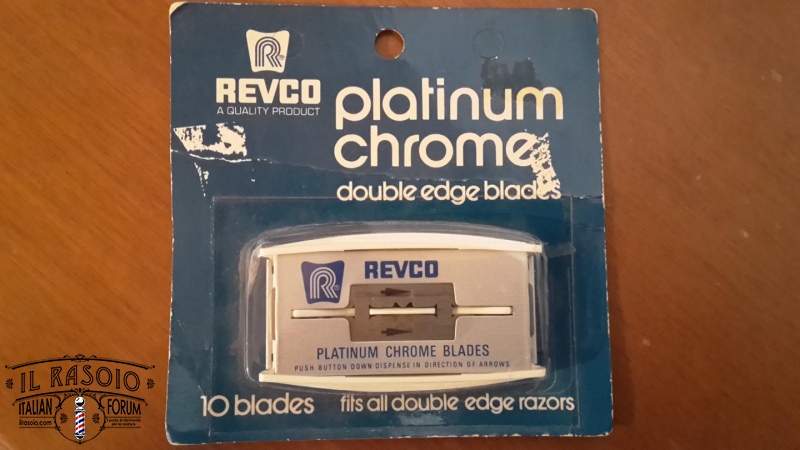 R®
REVCO
A QUALITY PRODUCT
platinum
chrome
double edge blades
R®
REVCO
PLATINUM CHROME BLADES
PUSH BUTTON DOWN-DISPENSE IN DIRECTION OF ARROWS
10 blades fits all double edge razors
IL RASOIO
ITALIAN FORUM
ilrasoio.com